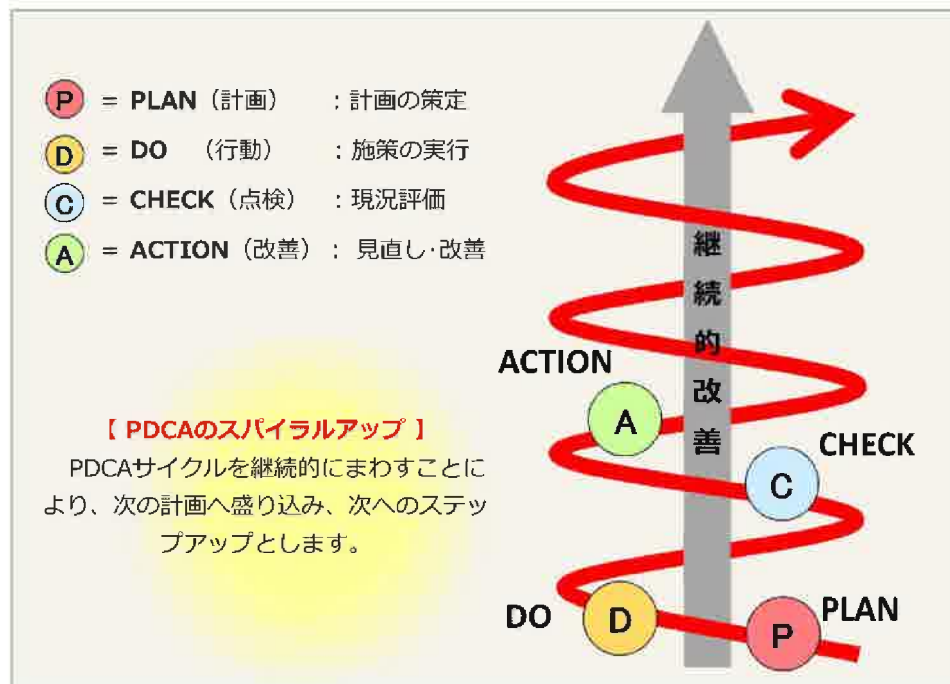 P = PLAN（計画） ：計画の策定
D = DO （行動） ：施策の実行
C = CHECK（点検） ：現況評価
A = ACTION（改善）： 見直し･改善
【 PDCAのスパイラルアップ 】
PDCAサイクルを継続的にまわすことに
より、次の計画へ盛り込み、次へのステッ
プアップとします。
継続的改善
ACTION
A
CHECK
C
DO
D
PLAN
P